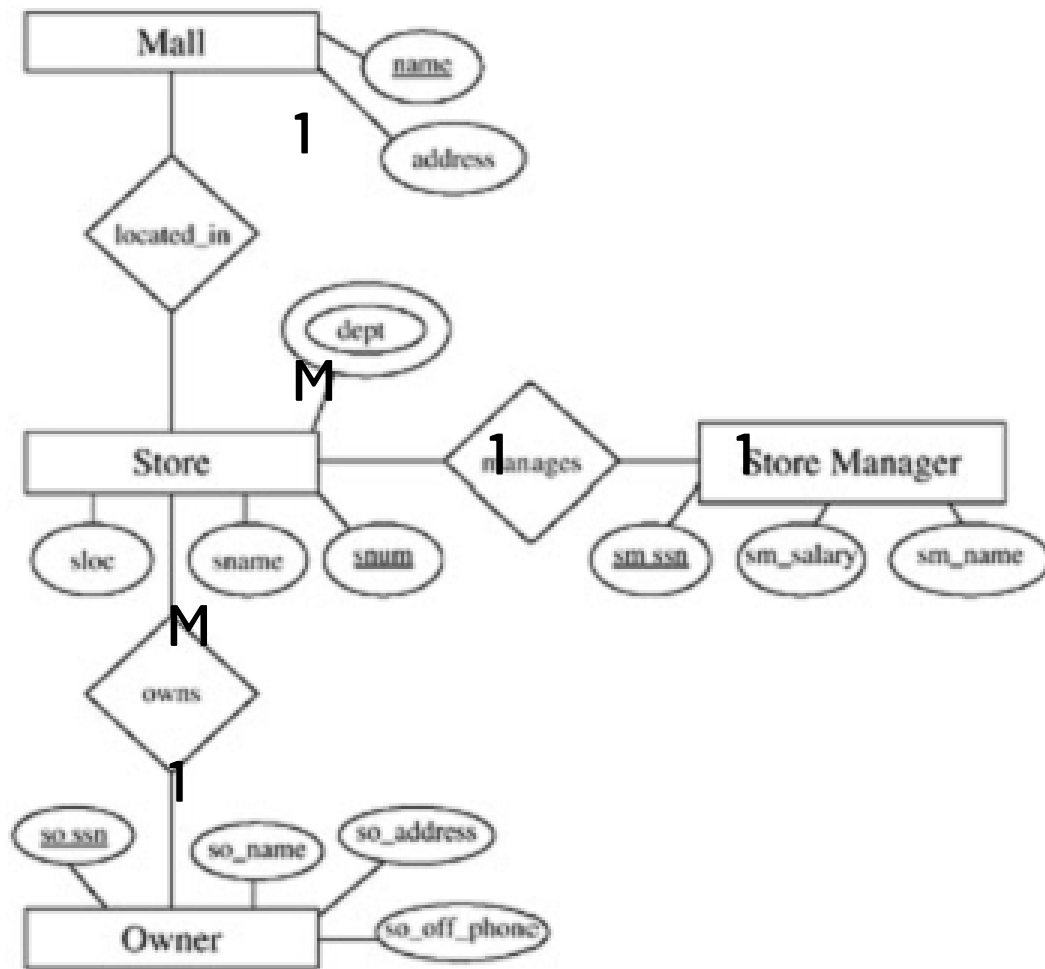 Mall
name
1
address
located_in
dept
M
Store
1
manages
1
Store Manager
sloc
sname
snum
sm.ssn
sm_salary
sm_name
M
owns
1
so.ssn
so_name
so_address
so_off_phone
Owner